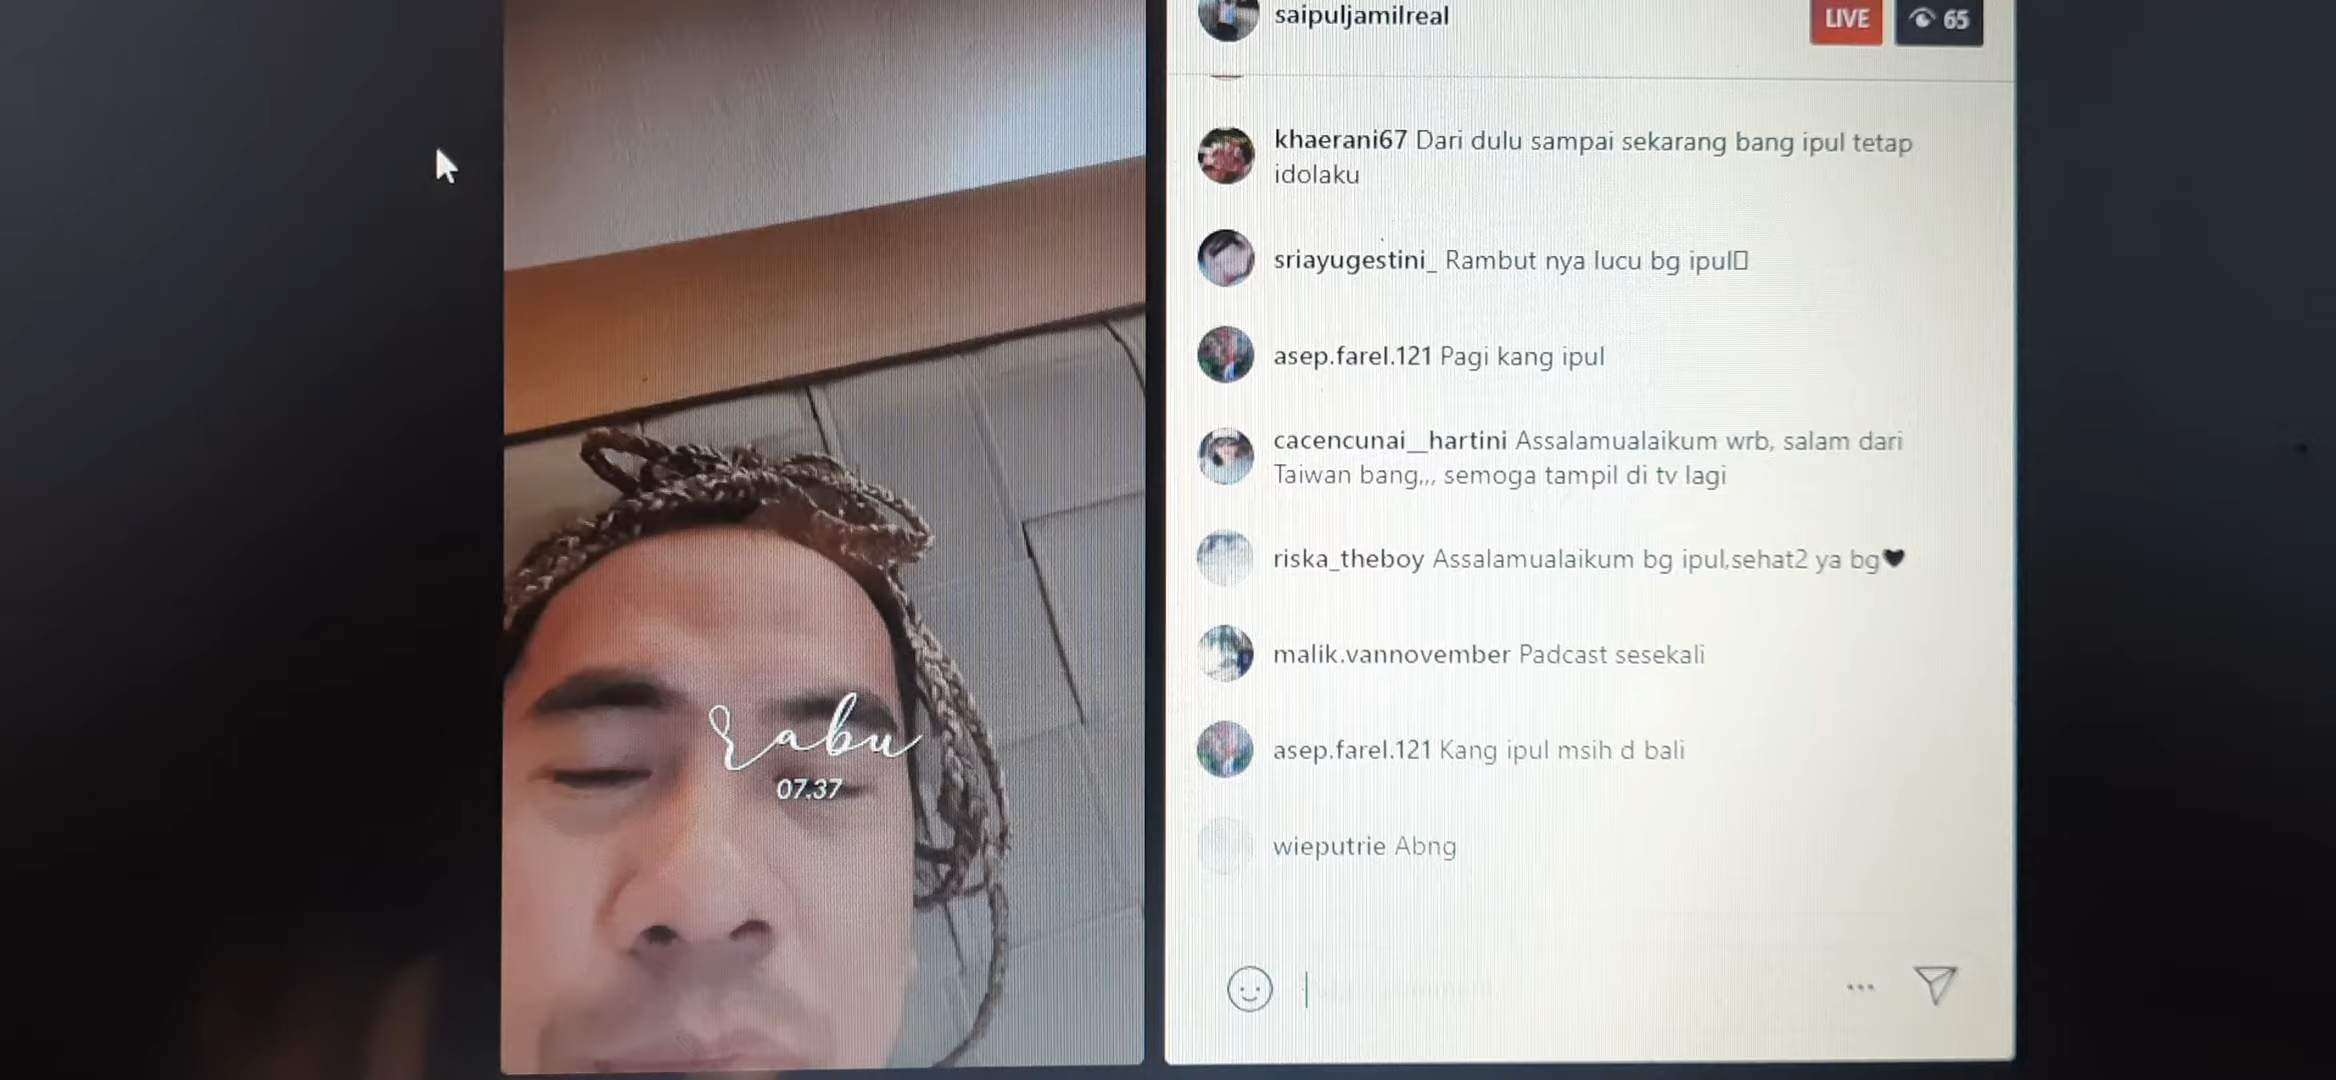 saipuljamilreal
LIVE
65
khaerani67 Dari dulu sampai sekarang bang ipul tetap
idolaku
sriayugestini_ Rambut nya lucu bg ipul
asep.farel.121 Pagi kang ipul
cacencunai__hartini Assalamualaikum wrb, salam dari
Taiwan bang,,, semoga tampil di tv lagi
riska_theboy Assalamualaikum bg ipul,sehat2 ya bg🖤
malik.vannovember Padcast sesekali
asep.farel.121 Kang ipul msih d bali
wieputrie Abng
rabu
07.37